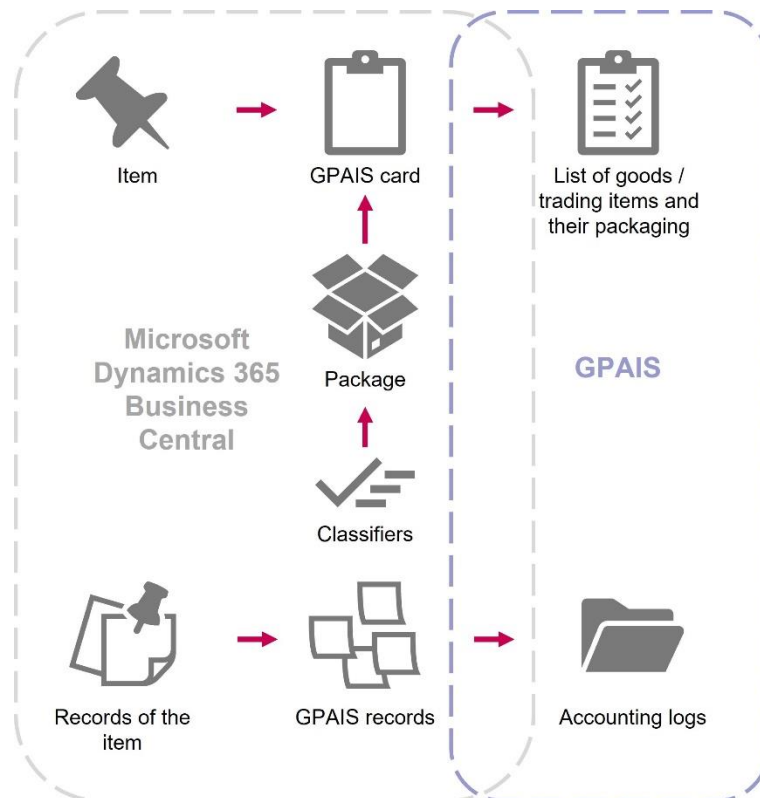 Item
GPAIS card
List of goods /
trading items and
their packaging
Microsoft
Dynamics 365
Business
Central
Package
GPAIS
Classifiers
Records of the
item
GPAIS records
Accounting logs